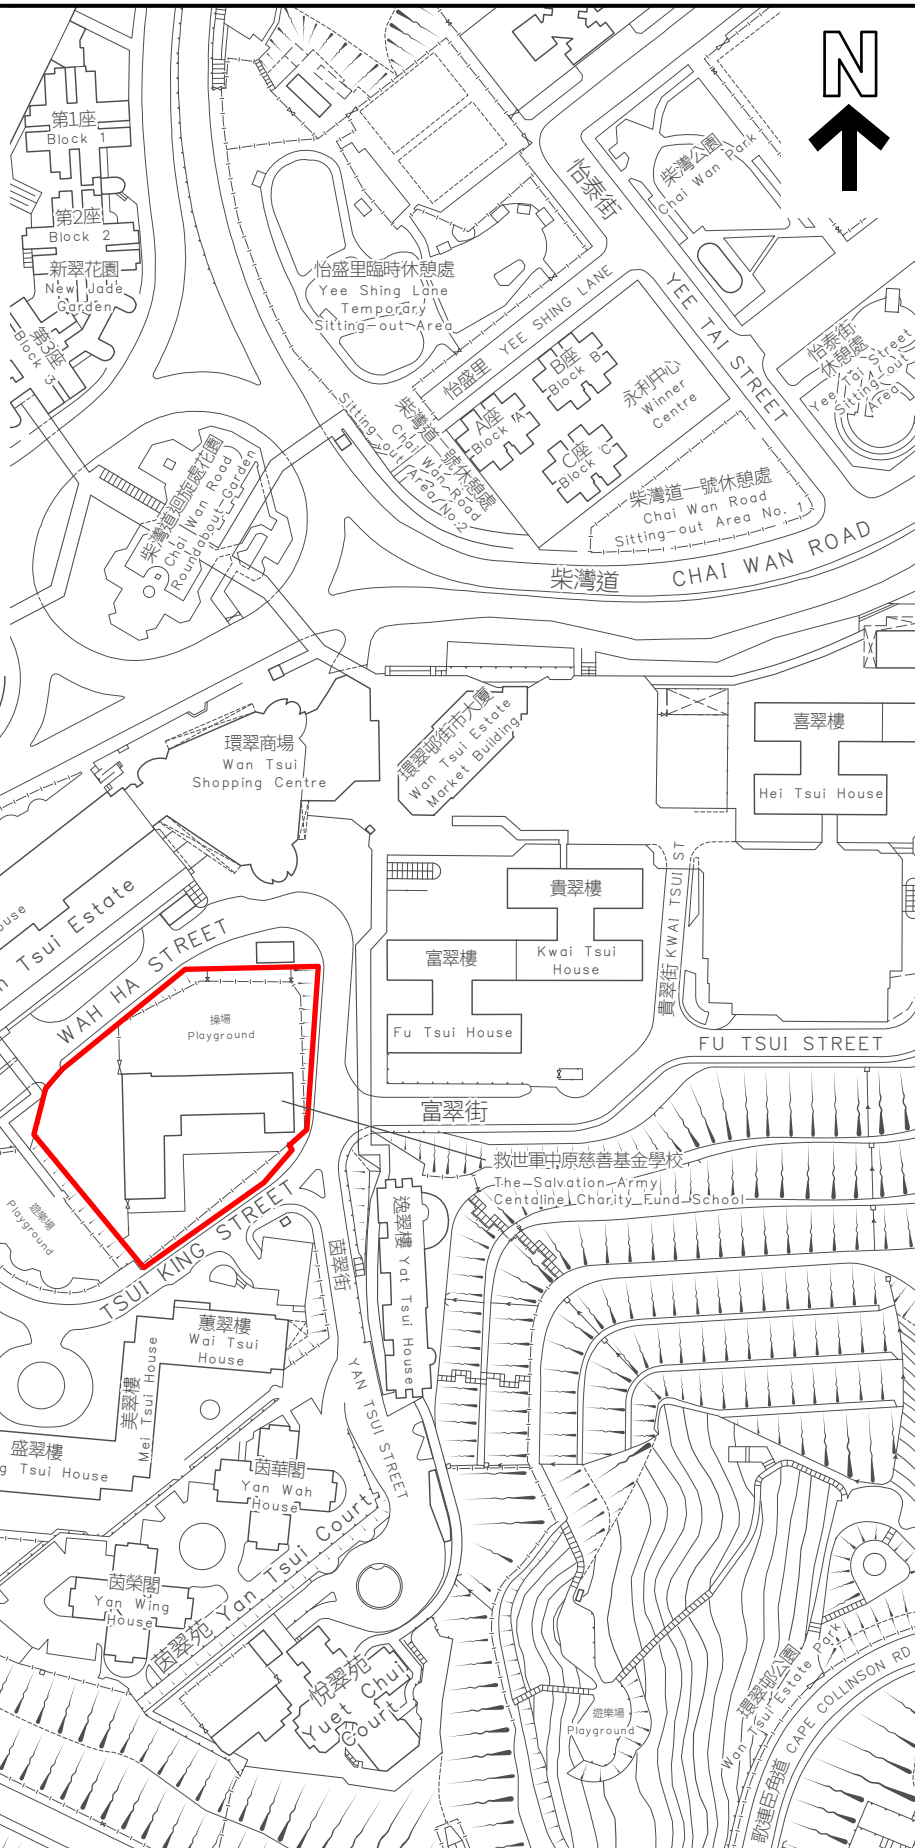 N
第1座
Block 1
第2座
Block 2
新翠花園
New Jade
Garden
第3座
Block 3
怡泰街
柴灣公園
Chai Wan Park
怡盛里臨時休憩處
Yee Shing Lane
Temporary
Sitting-out Area
怡盛里 YEE SHING LANE
YEE TAI STREET
怡泰街
休憩處
Yee Tai Street
Sitting-out
Area
B座
Block B
A座
Block A
C座
Block C
永利中心
Winner
Centre
柴灣道二號休憩處
Chai Wan Road
Sitting-out Area No.2
柴灣道一號休憩處
Chai Wan Road
Sitting-out Area No. 1
柴灣道迴旋處花園
Chai Wan Road
Roundabout Garden
柴灣道 CHAI WAN ROAD
環翠商場
Wan Tsui
Shopping Centre
環翠邨街市大廈
Wan Tsui Estate
Market Building
喜翠樓
Hei Tsui House
貴翠樓
Kwai Tsui
House
富翠樓
Fu Tsui House
貴翠街 KWAI TSUI ST
FU TSUI STREET
富翠街
ouse
n Tsui Estate
WAH HA STREET
操場
Playground
救世軍中原慈善基金學校
The Salvation Army
Centaline Charity Fund School
遊樂場
Playground
TSUI KING STREET
茵翠街
YAN TSUI STREET
逸翠樓 Yat Tsui House
蕙翠樓
Wai Tsui
House
美翠樓
Mei Tsui House
盛翠樓
g Tsui House
茵華閣
Yan Wah
House
茵榮閣
Yan Wing
House
茵翠苑 Yan Tsui Court
悅翠苑
Yuet Chui
Court
遊樂場
Playground
環翠邨公園
Wan Tsui Estate Park
歌連臣角道 CAPE COLLINSON RD